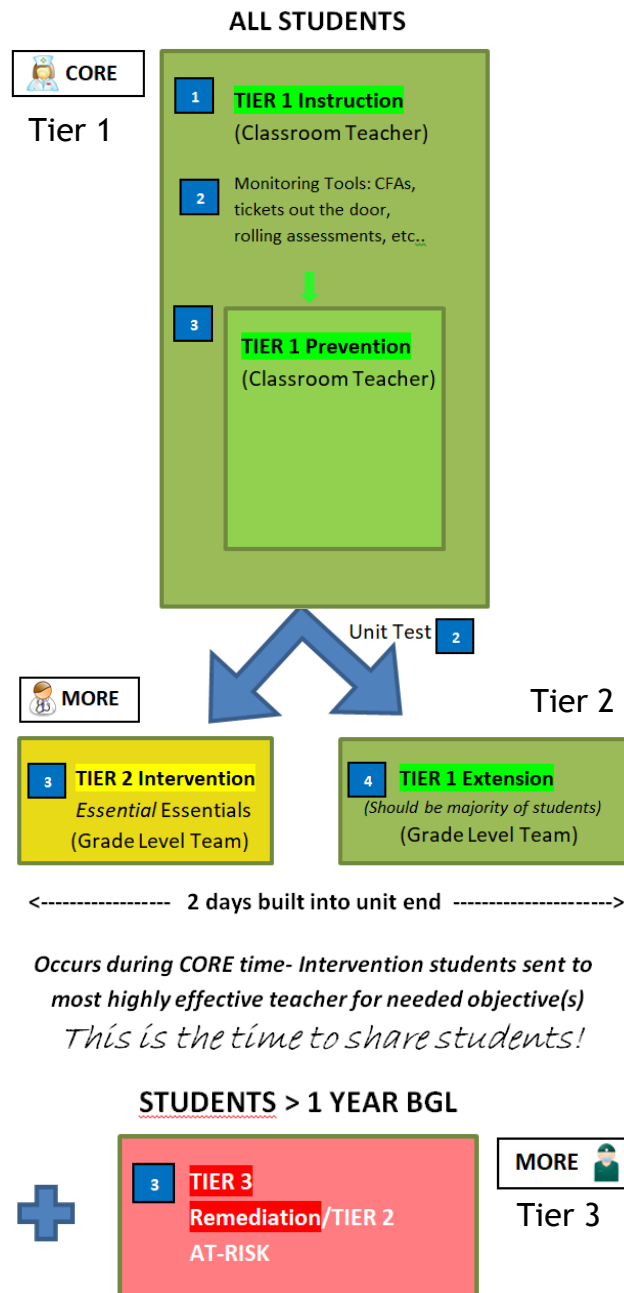 ALL STUDENTS
CORE
Tier 1
1
TIER 1 Instruction
(Classroom Teacher)
2
Monitoring Tools: CFAs,
tickets out the door,
rolling assessments, etc..
3
TIER 1 Prevention
(Classroom Teacher)
Unit Test 2
MORE
Tier 2
3
TIER 2 Intervention
Essential Essentials
(Grade Level Team)
4
TIER 1 Extension
(Should be majority of students)
(Grade Level Team)
<------------------ 2 days built into unit end ---------------------->
Occurs during CORE time- Intervention students sent to
most highly effective teacher for needed objective(s)
This is the time to share students!
STUDENTS > 1 YEAR BGL
MORE
Tier 3
3
TIER 3
Remediation/TIER 2
AT-RISK